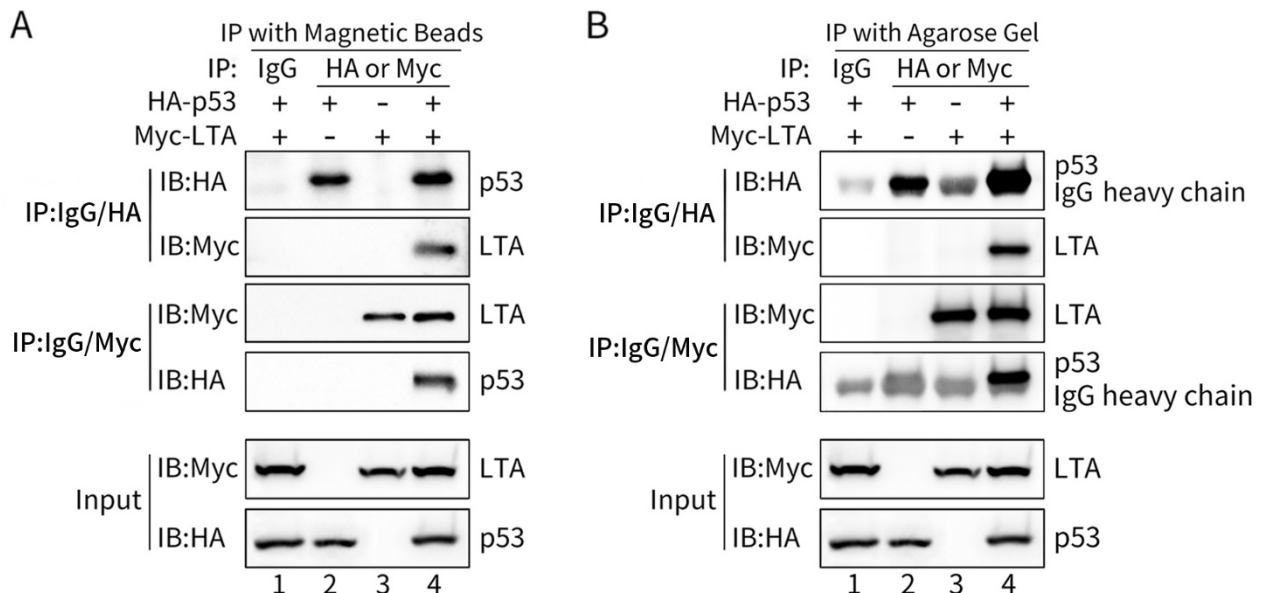 A
IP with Magnetic Beads
IP: IgG HA or Myc
HA-p53 + + - +
Myc-LTA + - + +
IP:IgG/HA
IB:HA p53
IB:Myc LTA
IP:IgG/Myc
IB:Myc LTA
IB:HA p53
Input
IB:Myc LTA
IB:HA p53
1 2 3 4
B
IP with Agarose Gel
IP: IgG HA or Myc
HA-p53 + + - +
Myc-LTA + - + +
IP:IgG/HA
IB:HA p53
IgG heavy chain
IB:Myc LTA
IP:IgG/Myc
IB:Myc LTA
IB:HA p53
IgG heavy chain
Input
IB:Myc LTA
IB:HA p53
1 2 3 4